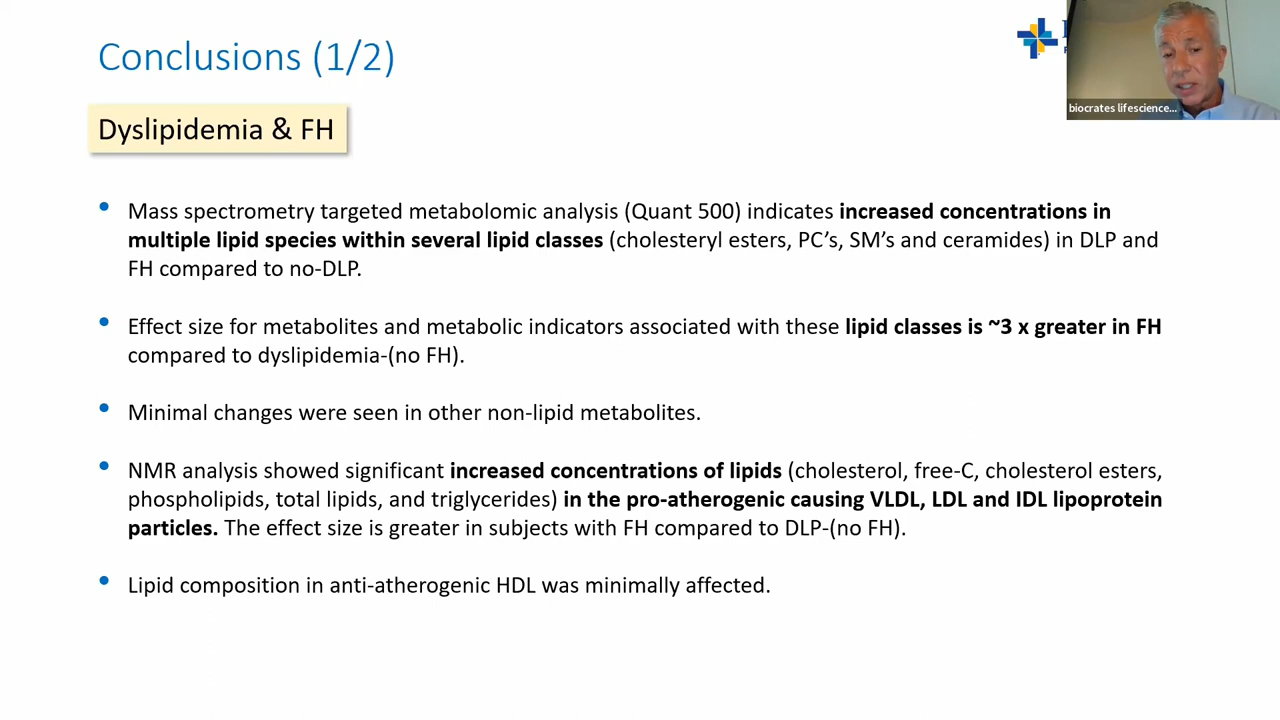 Conclusions (1/2)
biocrates lifescience...
Dyslipidemia & FH
• Mass spectrometry targeted metabolomic analysis (Quant 500) indicates increased concentrations in
multiple lipid species within several lipid classes (cholesteryl esters, PC’s, SM’s and ceramides) in DLP and
FH compared to no-DLP.
• Effect size for metabolites and metabolic indicators associated with these lipid classes is ~3 x greater in FH
compared to dyslipidemia-(no FH).
• Minimal changes were seen in other non-lipid metabolites.
• NMR analysis showed significant increased concentrations of lipids (cholesterol, free-C, cholesterol esters,
phospholipids, total lipids, and triglycerides) in the pro-atherogenic causing VLDL, LDL and IDL lipoprotein
particles. The effect size is greater in subjects with FH compared to DLP-(no FH).
• Lipid composition in anti-atherogenic HDL was minimally affected.